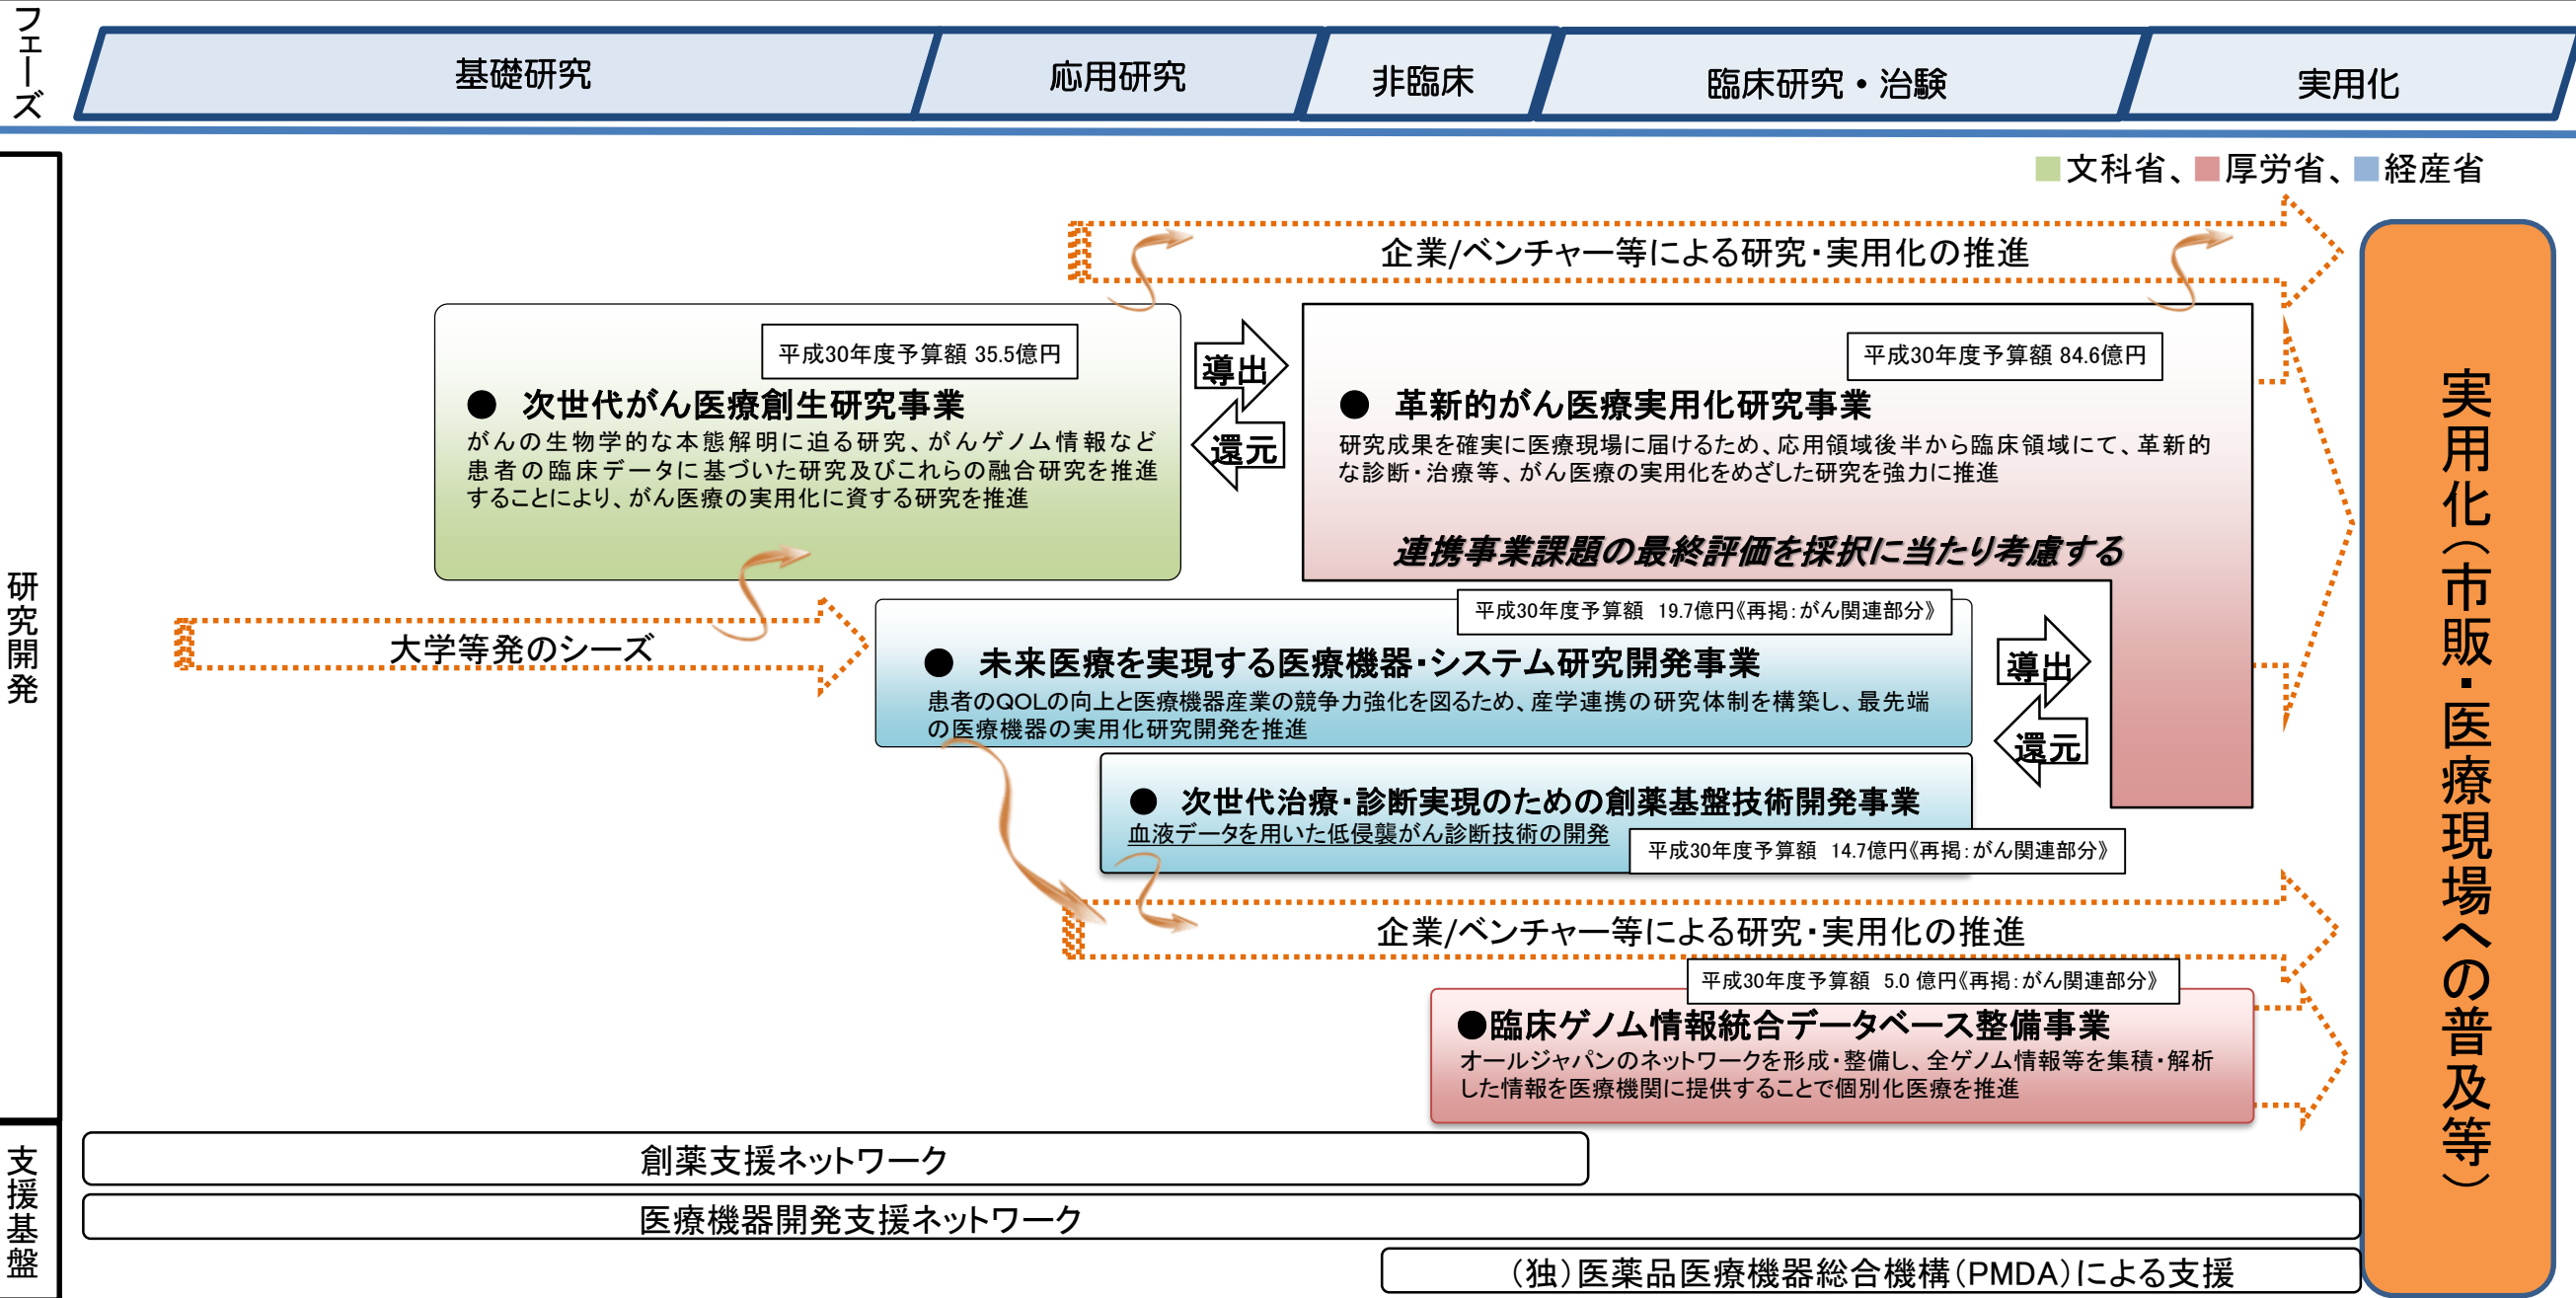 フェーズ
基礎研究
応用研究
非臨床
臨床研究・治験
実用化
文科省、厚労省、経産省
研究開発
企業/ベンチャー等による研究・実用化の推進
平成30年度予算額 35.5億円
● 次世代がん医療創生研究事業
がんの生物学的な本態解明に迫る研究、がんゲノム情報など
患者の臨床データに基づいた研究及びこれらの融合研究を推進
することにより、がん医療の実用化に資する研究を推進
導出
還元
平成30年度予算額 84.6億円
● 革新的がん医療実用化研究事業
研究成果を確実に医療現場に届けるため、応用領域後半から臨床領域にて、革新的
な診断・治療等、がん医療の実用化をめざした研究を強力に推進
連携事業課題の最終評価を採択に当たり考慮する
大学等発のシーズ
平成30年度予算額 19.7億円《再掲：がん関連部分》
● 未来医療を実現する医療機器・システム研究開発事業
患者のQOLの向上と医療機器産業の競争力強化を図るため、産学連携の研究体制を構築し、最先端
の医療機器の実用化研究開発を推進
導出
還元
● 次世代治療・診断実現のための創薬基盤技術開発事業
血液データを用いた低侵襲がん診断技術の開発
平成30年度予算額 14.7億円《再掲：がん関連部分》
企業/ベンチャー等による研究・実用化の推進
平成30年度予算額 5.0 億円《再掲：がん関連部分》
●臨床ゲノム情報統合データベース整備事業
オールジャパンのネットワークを形成・整備し、全ゲノム情報等を集積・解析
した情報を医療機関に提供することで個別化医療を推進
実用化（市販・医療現場への普及等）
支援基盤
創薬支援ネットワーク
医療機器開発支援ネットワーク
（独）医薬品医療機器総合機構（PMDA）による支援